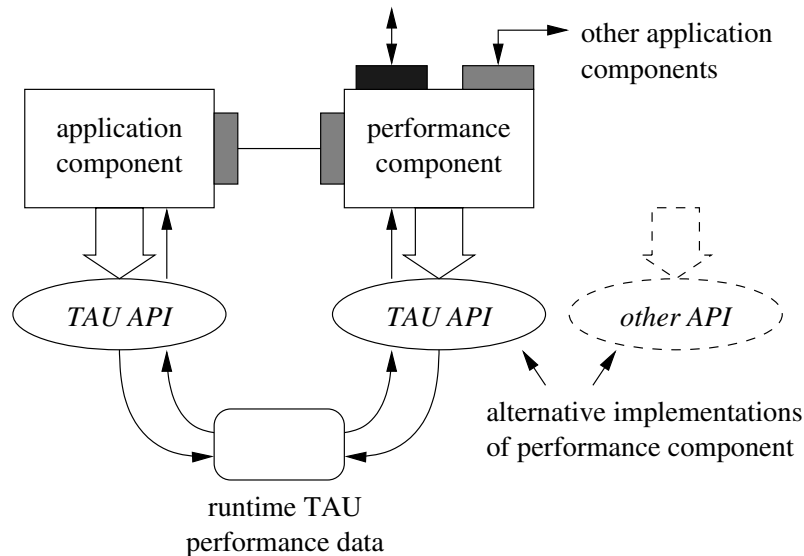 other application
components
application
component
performance
component
TAU API
TAU API
other API
alternative implementations
of performance component
runtime TAU
performance data